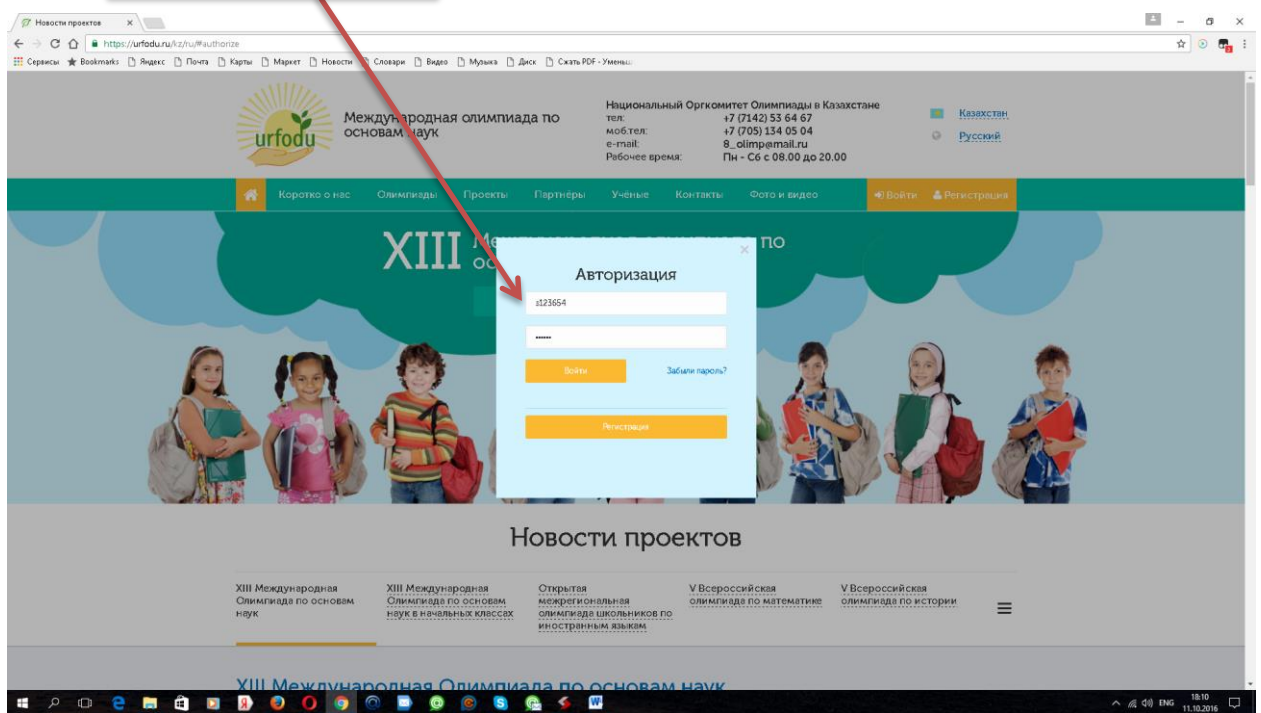 Новости проектов
https://urfodu.ru/kz/ru/#authorize
Сервисы Bookmarks Яндекс Почта Карты Маркет Новости Словари Видео Музыка Диск Сжать PDF - Уменьш
urfodu
Международная олимпиада по
основам наук
Национальный Оргкомитет Олимпиады в Казахстане
тел: +7 (7142) 53 64 67
моб.тел: +7 (705) 134 05 04
e-mail: 8_olimp@mail.ru
Рабочее время: Пн - Сб с 08.00 до 20.00
Казахстан
Русский
Коротко о нас Олимпиады Проекты Партнёры Учёные Контакты Фото и видео Войти Регистрация
XIII по
Авторизация
з123654
••••••
Войти Забыли пароль?
Регистрация
Новости проектов
XIII Международная
Олимпиада по основам
наук
XIII Международная
Олимпиада по основам
наук в начальных классах
Открытая
межрегиональная
олимпиада школьников по
иностранным языкам
V Всероссийская
олимпиада по математике
V Всероссийская
олимпиада по истории
XIII Международная Олимпиада по основам наук
ENG 18:10
11.10.2016